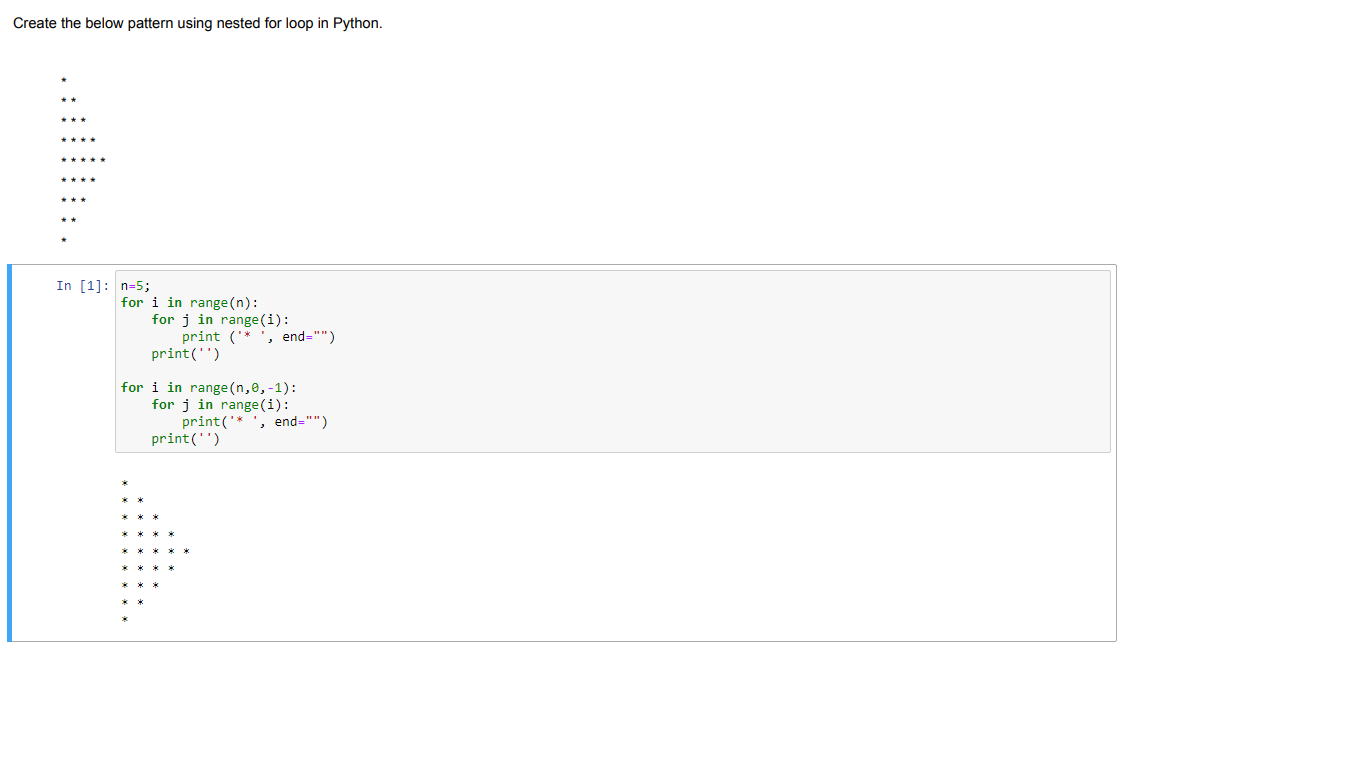 Create the below pattern using nested for loop in Python.
*
* *
* * *
* * * *
* * * * *
* * * *
* * *
* *
*
In [1]: n=5;
for i in range(n):
    for j in range(i):
        print ('* ', end="")
    print('')

for i in range(n,0,-1):
    for j in range(i):
        print('* ', end="")
    print('')

*
* *
* * *
* * * *
* * * * *
* * * *
* * *
* *
*